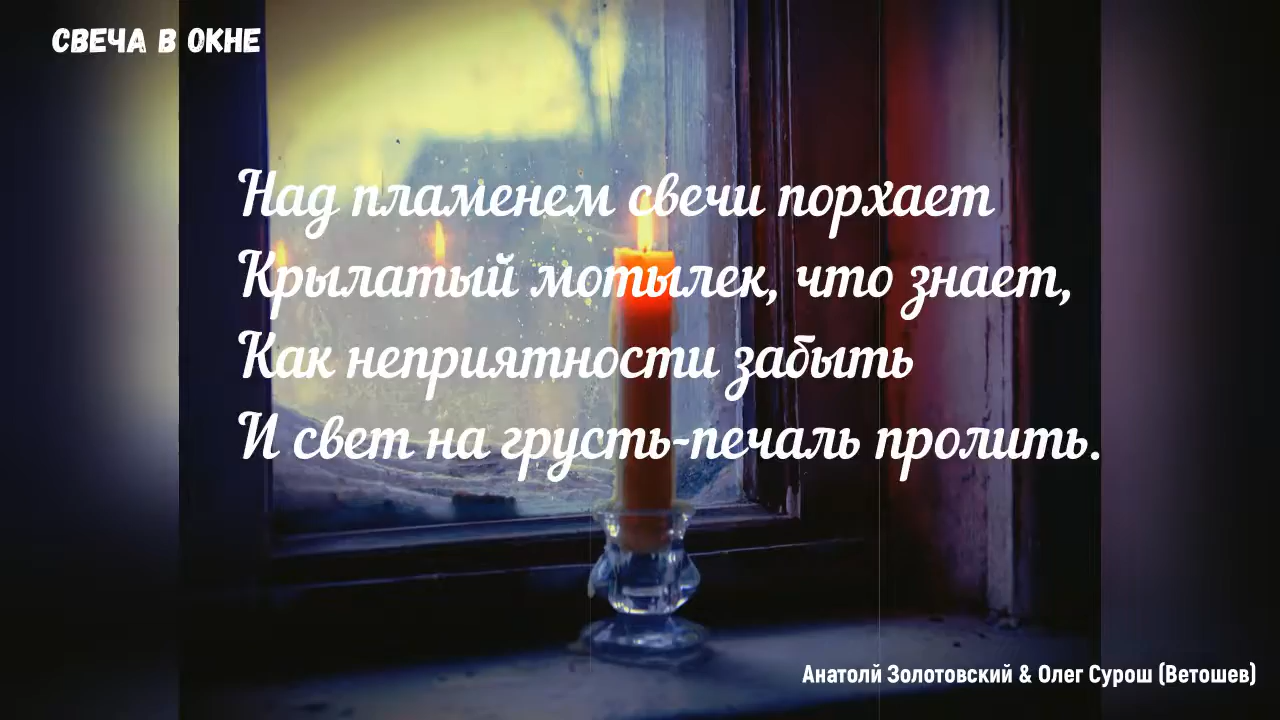 СВЕЧА В ОКНЕ
Над пламенем свечи порхает
Крылатый мотылек, что знает,
Как неприятности забыть
И свет на грусть-печаль пролить.
Анатолй Золотовский & Олег Сурош (Ветошев)